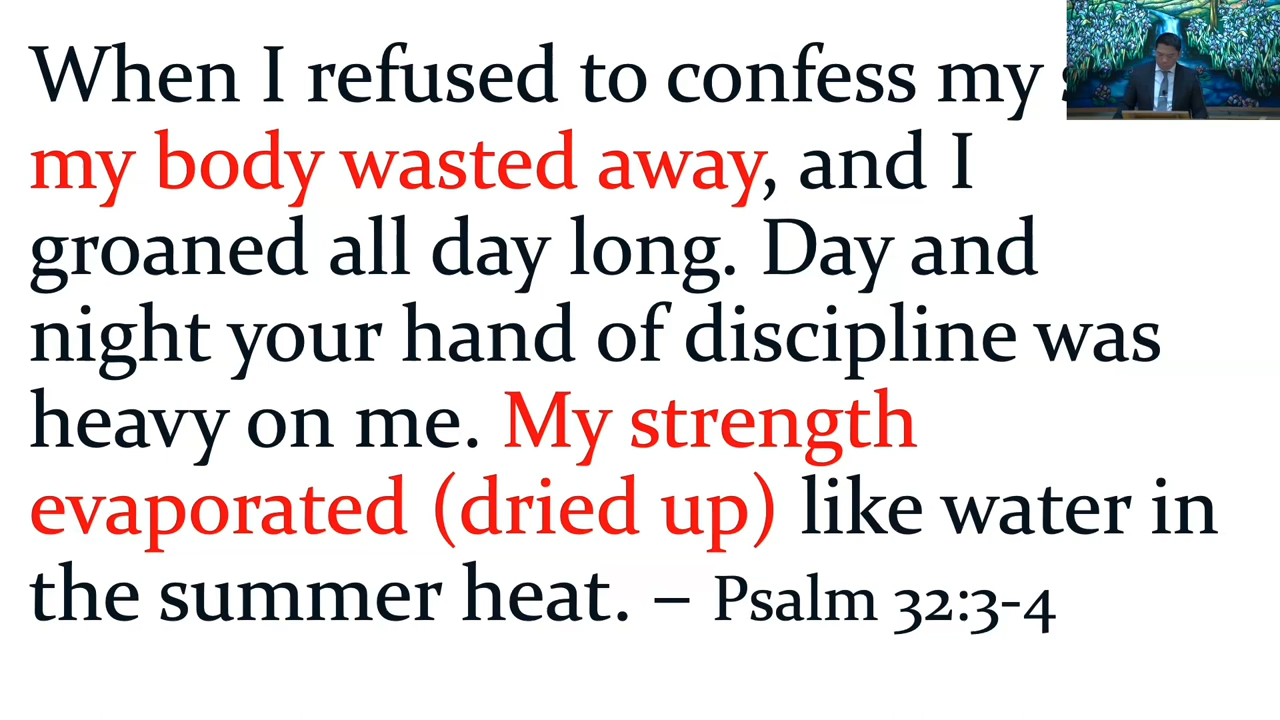 When I refused to confess my
my body wasted away, and I
groaned all day long. Day and
night your hand of discipline was
heavy on me. My strength
evaporated (dried up) like water in
the summer heat. – Psalm 32:3-4